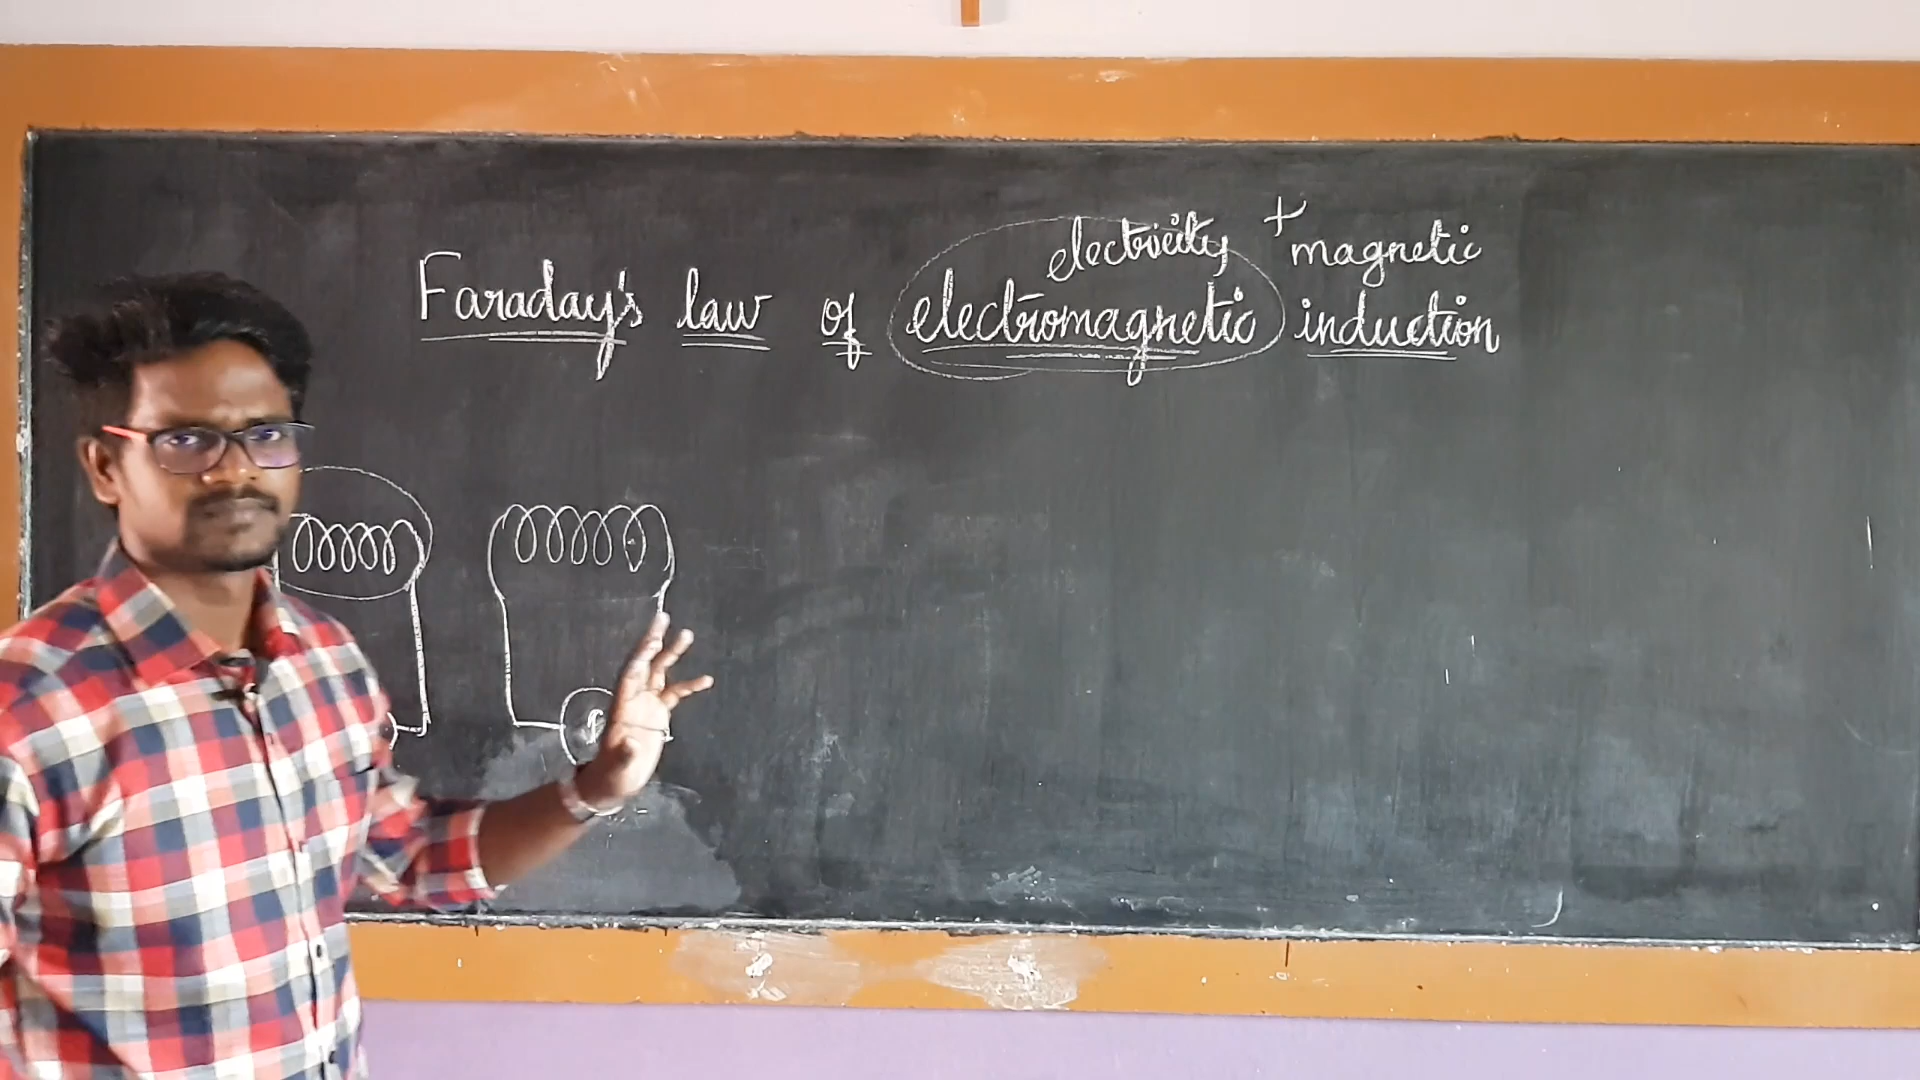 electricity + magnetic
Faraday's law of electromagnetic induction